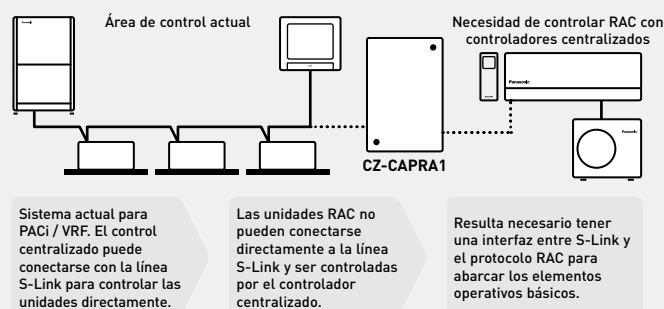 Área de control actual
Necesidad de controlar RAC con
controladores centralizados
Panasonic
Panasonic
CZ-CAPRA1
Sistema actual para
PACi / VRF. El control
centralizado puede
conectarse con la línea
S-Link para controlar las
unidades directamente.
Las unidades RAC no
pueden conectarse
directamente a la línea
S-Link y ser controladas
por el controlador
centralizado.
Resulta necesario tener
una interfaz entre S-Link y
el protocolo RAC para
abarcar los elementos
operativos básicos.